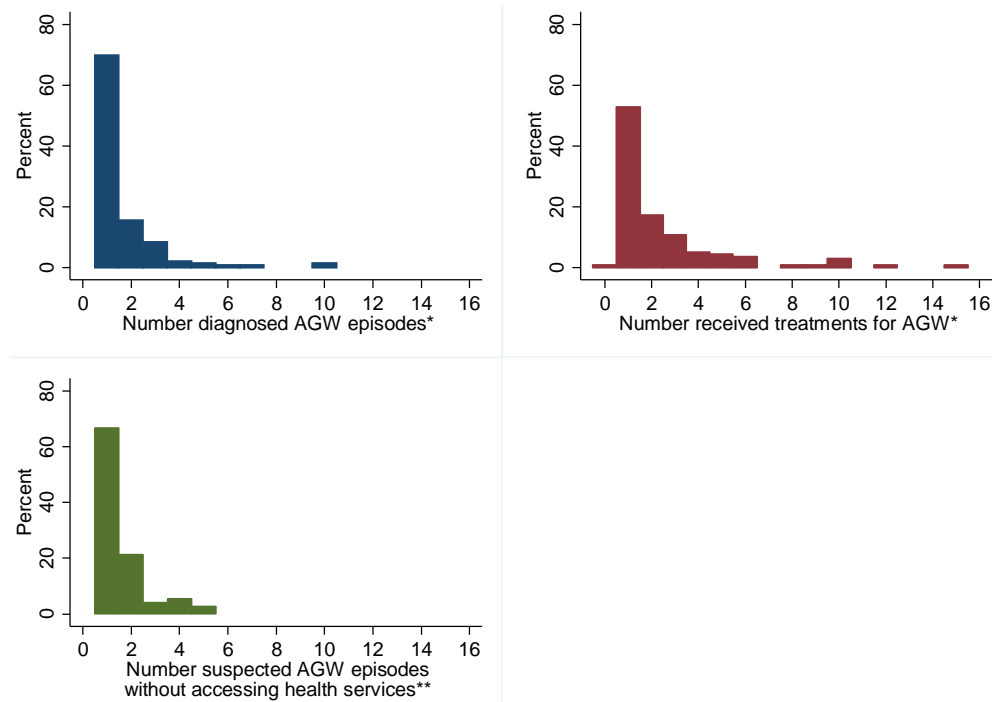 80
60
40
20
0
Percent
0 2 4 6 8 10 12 14 16
Number diagnosed AGW episodes*
80
60
40
20
0
Percent
0 2 4 6 8 10 12 14 16
Number received treatments for AGW*
80
60
40
20
0
Percent
0 2 4 6 8 10 12 14 16
Number suspected AGW episodes
without accessing health services**